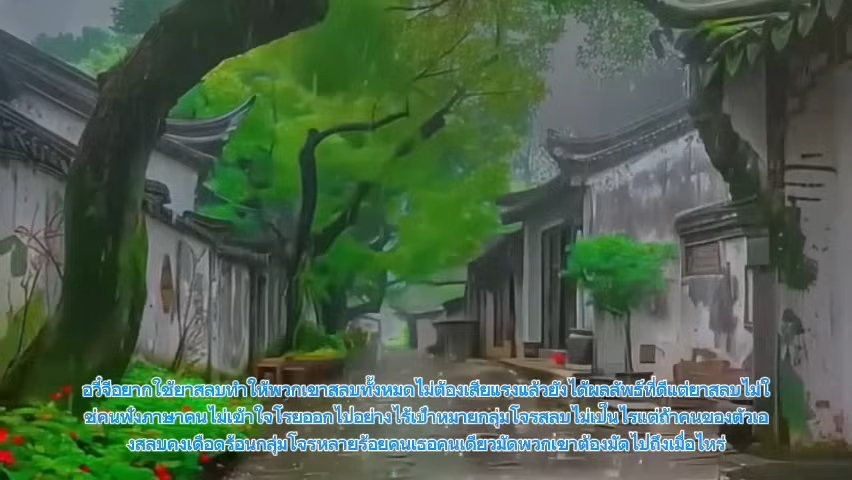 อวี้จือยากใช้ยาสลบทำให้พวกเขาสลบทั้งหมดไม่ต้องเสียแรงแล้วยังได้ผลลัพธ์ที่ดีแต่ยาสลบไม่ใ
ช่คนฟังภาษาคนไม่เข้าใจโรยออกไปอย่างไร้เป้าหมายกลุ่มโจรสลบไม่เป็นไรแต่ถ้าคนของตัวเอ
งสลบคงเดือดร้อนกลุ่มโจรหลายร้อยคนเธอคนเดียวมัดพวกเขาต้องมัดไปถึงเมื่อไหร่